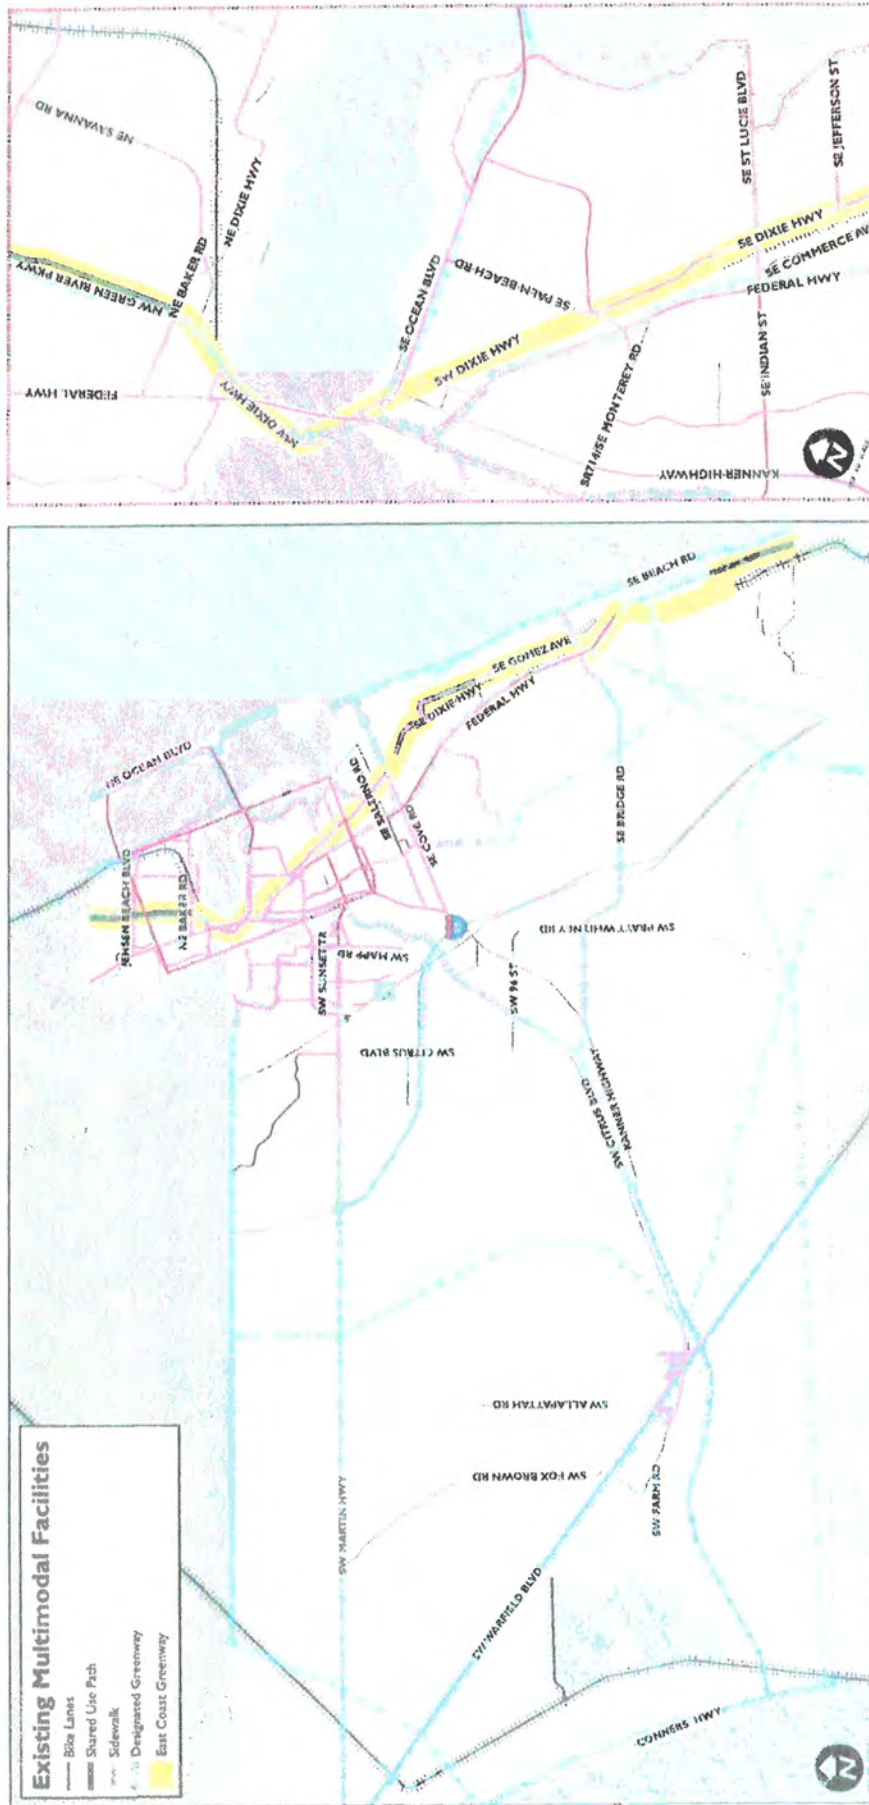 Existing Multimodal Facilities
Bike Lanes
Shared Use Path
Sidewalk
Designated Greenway
East Coast Greenway
JENSEN BEACH BLVD
NE OCEAN BLVD
NE BAKER RD
SW SUNSET TR
SW MAPP RD
SE SALERNO RD
SE COVE RD
SE DIXIE HWY
SE GOMEZ AVE
FEDERAL HWY
SE BEACH RD
SE BRIDGE RD
SW PRATT WHITNEY RD
SW 96 ST
SW CITRUS BLVD
SW CITRUS BLVD
KANNER HIGHWAY
SW MARTIN HWY
SW ALLAPATTAH RD
SW FOX BROWN RD
SW FARM RD
SW WARFIELD BLVD
CONNERS HWY
N
NE SAVANNA RD
NE DIXIE HWY
NE BAKER RD
NW GREEN RIVER PKWY
FEDERAL HWY
NW DIXIE HWY
SE OCEAN BLVD
SE PALM BEACH RD
SW DIXIE HWY
SR714/SE MONTEREY RD
KANNER HIGHWAY
SE INDIAN ST
FEDERAL HWY
SE COMMERCE AV
SE DIXIE HWY
SE ST LUCIE BLVD
SE JEFFERSON ST
N